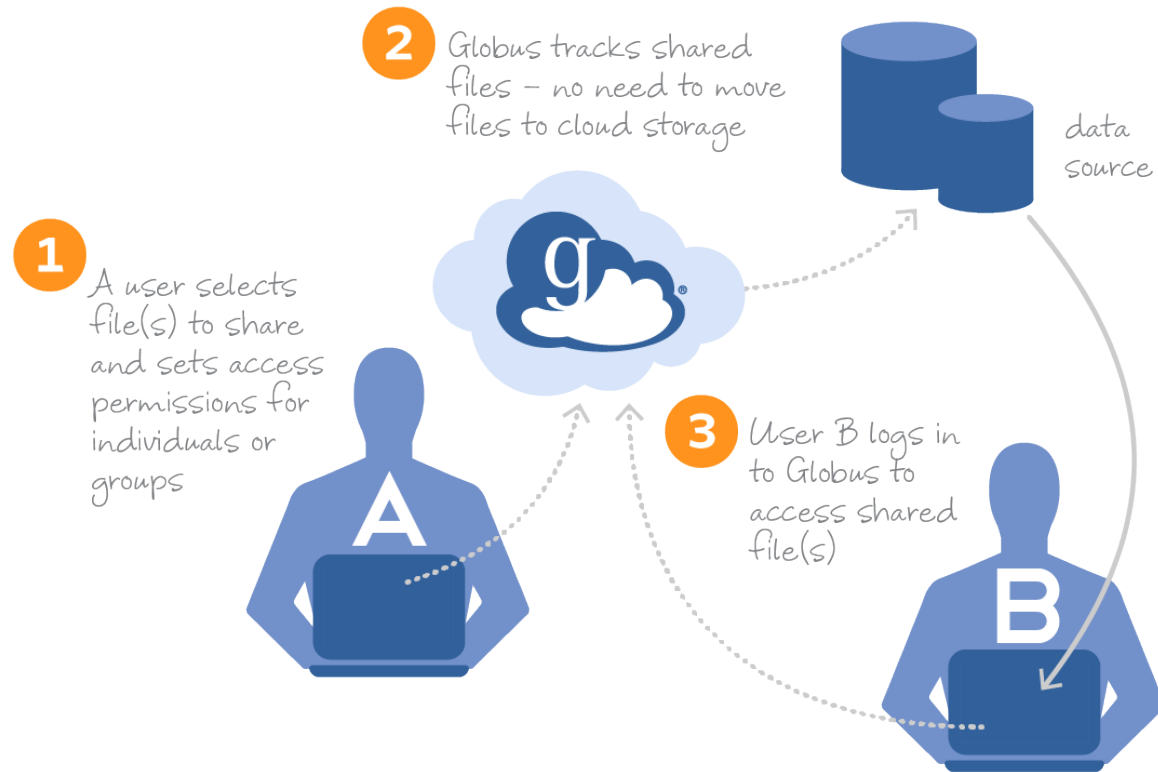 1
A user selects
file(s) to share
and sets access
permissions for
individuals or
groups
2
Globus tracks shared
files – no need to move
files to cloud storage
data
source
g
®
3
User B logs in
to Globus to
access shared
file(s)
A
B